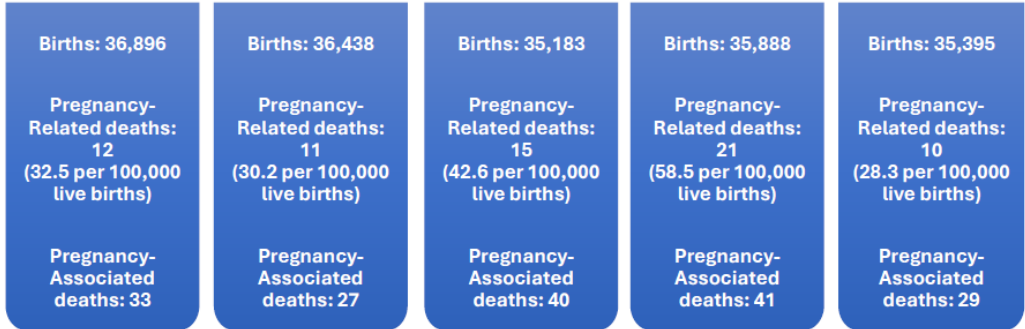 Births: 36,896
Pregnancy-
Related deaths:
12
(32.5 per 100,000
live births)
Pregnancy-
Associated
deaths: 33
Births: 36,438
Pregnancy-
Related deaths:
11
(30.2 per 100,000
live births)
Pregnancy-
Associated
deaths: 27
Births: 35,183
Pregnancy-
Related deaths:
15
(42.6 per 100,000
live births)
Pregnancy-
Associated
deaths: 40
Births: 35,888
Pregnancy-
Related deaths:
21
(58.5 per 100,000
live births)
Pregnancy-
Associated
deaths: 41
Births: 35,395
Pregnancy-
Related deaths:
10
(28.3 per 100,000
live births)
Pregnancy-
Associated
deaths: 29